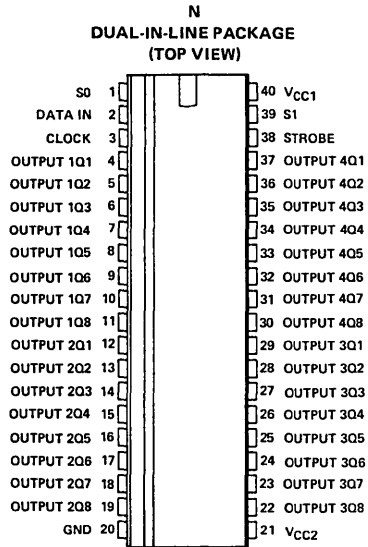 N
DUAL-IN-LINE PACKAGE
(TOP VIEW)
S0 1 40 VCC1
DATA IN 2 39 S1
CLOCK 3 38 STROBE
OUTPUT 1Q1 4 37 OUTPUT 4Q1
OUTPUT 1Q2 5 36 OUTPUT 4Q2
OUTPUT 1Q3 6 35 OUTPUT 4Q3
OUTPUT 1Q4 7 34 OUTPUT 4Q4
OUTPUT 1Q5 8 33 OUTPUT 4Q5
OUTPUT 1Q6 9 32 OUTPUT 4Q6
OUTPUT 1Q7 10 31 OUTPUT 4Q7
OUTPUT 1Q8 11 30 OUTPUT 4Q8
OUTPUT 2Q1 12 29 OUTPUT 3Q1
OUTPUT 2Q2 13 28 OUTPUT 3Q2
OUTPUT 2Q3 14 27 OUTPUT 3Q3
OUTPUT 2Q4 15 26 OUTPUT 3Q4
OUTPUT 2Q5 16 25 OUTPUT 3Q5
OUTPUT 2Q6 17 24 OUTPUT 3Q6
OUTPUT 2Q7 18 23 OUTPUT 3Q7
OUTPUT 2Q8 19 22 OUTPUT 3Q8
GND 20 21 VCC2